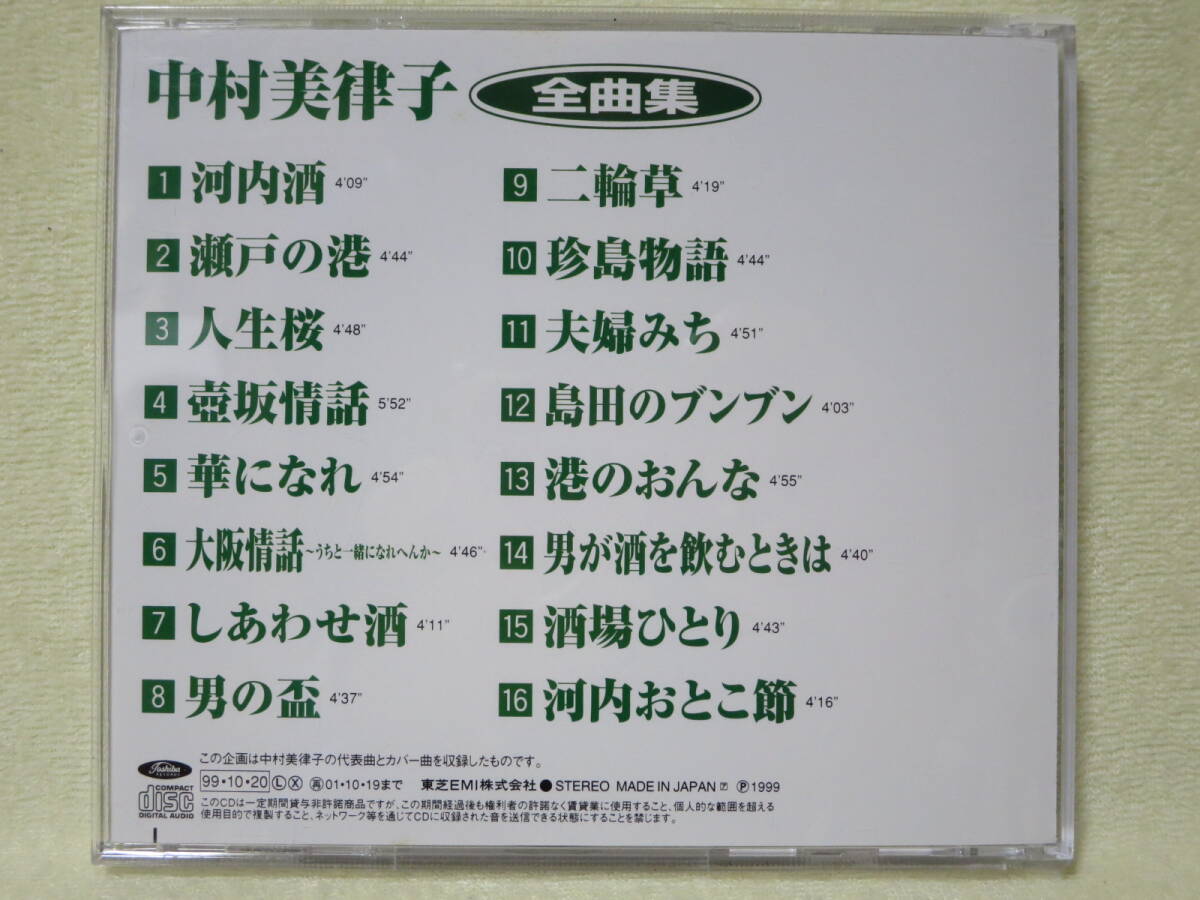 中村美律子 全曲集
1 河内酒 4'09"
2 瀬戸の港 4'44"
3 人生桜 4'48"
4 壺坂情話 5'52"
5 華になれ 4'54"
6 大阪情話～うちと一緒になれへんか～ 4'46"
7 しあわせ酒 4'11"
8 男の盃 4'37"
9 二輪草 4'19"
10 珍島物語 4'44"
11 夫婦みち 4'51"
12 島田のブンブン 4'03"
13 港のおんな 4'55"
14 男が酒を飲むときは 4'40"
15 酒場ひとり 4'43"
16 河内おとこ節 4'16"
Toshiba RECORDS
この企画は中村美律子の代表曲とカバー曲を収録したものです。
99・10・20 Ⓛ Ⓧ 再 01・10・19まで 東芝EMI株式会社●STEREO MADE IN JAPAN Ⓟ1999
COMPACT disc DIGITAL AUDIO
このCDは一定期間貸与非許諾商品ですが、この期間経過後も権利者の許諾なく賃貸業に使用すること、個人的な範囲を超える
使用目的で複製すること、ネットワーク等を通じてCDに収録された音を送信できる状態にすることを禁じます。